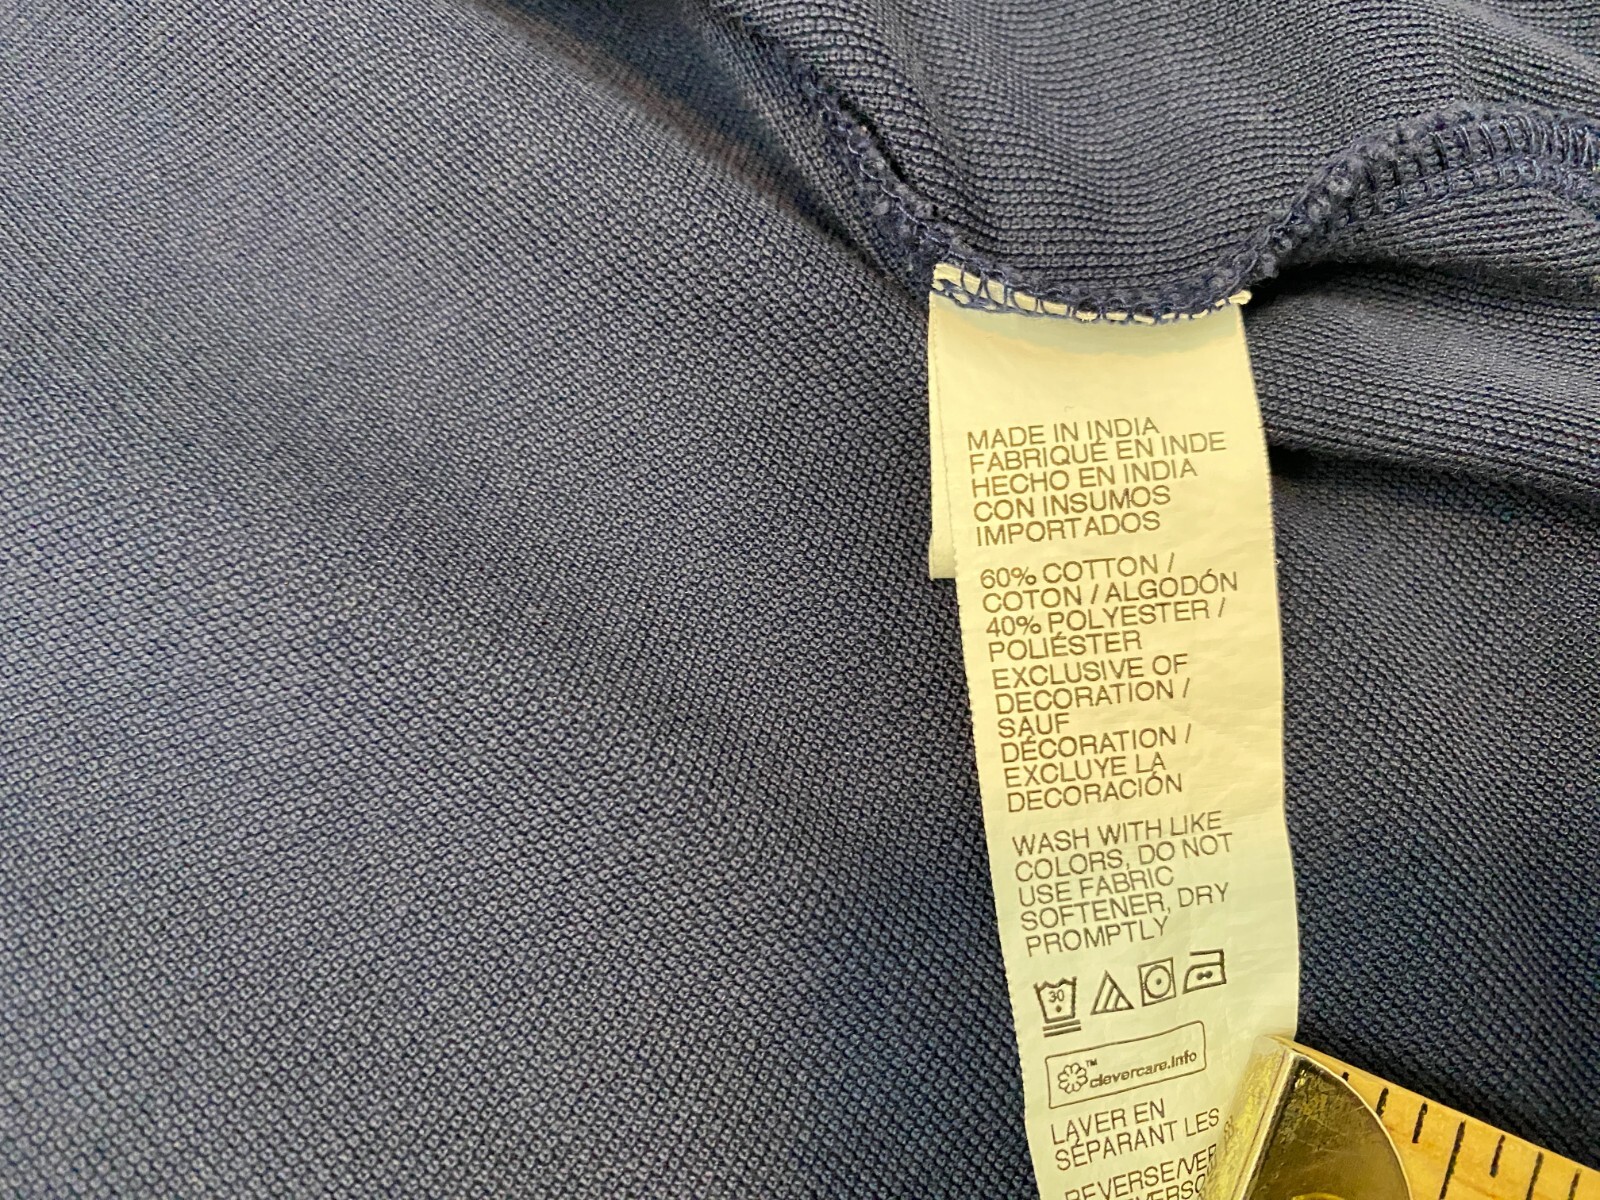 MADE IN INDIA
FABRIQUÉ EN INDE
HECHO EN INDIA
CON INSUMOS
IMPORTADOS
60% COTTON /
COTON / ALGODÓN
40% POLYESTER /
POLIÉSTER
EXCLUSIVE OF
DECORATION /
SAUF
DÉCORATION /
EXCLUYE LA
DECORACIÓN
WASH WITH LIKE
COLORS, DO NOT
USE FABRIC
SOFTENER, DRY
PROMPTLY
30
™
clevercare.info
LAVER EN
SÉPARANT LES